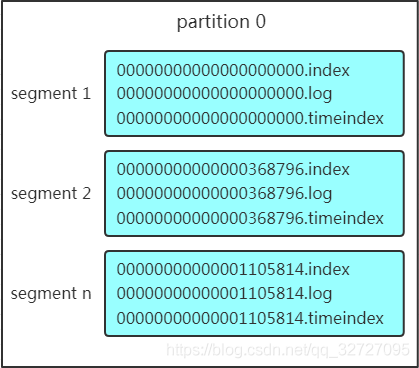 partition 0
segment 1
00000000000000000000.index
00000000000000000000.log
00000000000000000000.timeindex
segment 2
00000000000000368796.index
00000000000000368796.log
00000000000000368796.timeindex
segment n
00000000000001105814.index
00000000000001105814.log
00000000000001105814.timeindex
https://blog.csdn.net/qq_32727095